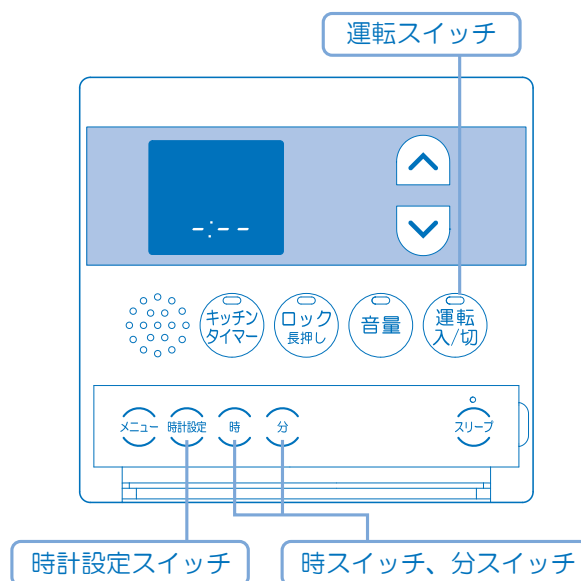 運転スイッチ
-:--
キッチン
タイマー
ロック
長押し
音量
運転
入/切
メニュー
時計設定
時
分
スリープ
時計設定スイッチ
時スイッチ、分スイッチ